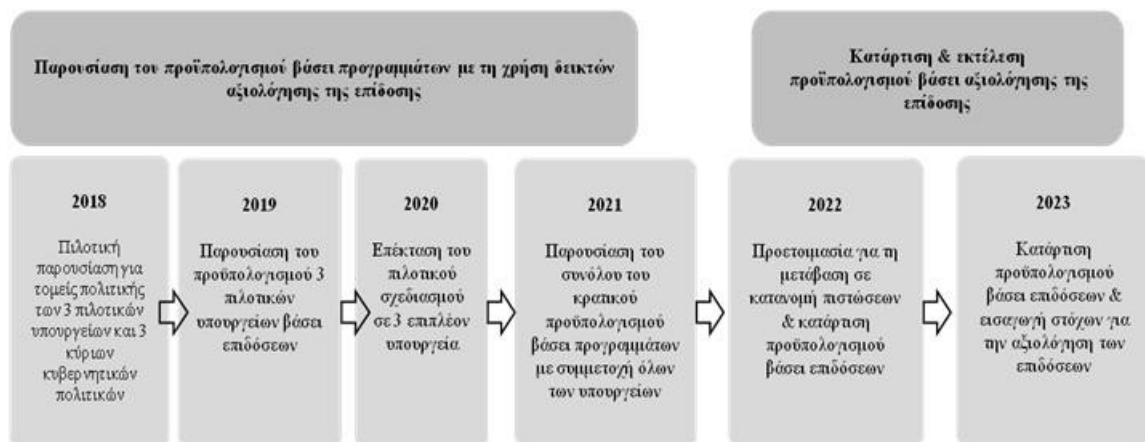 Παρουσίαση του προϋπολογισμού βάσει προγραμμάτων με τη χρήση δεικτών
αξιολόγησης της επίδοσης
Κατάρτιση & εκτέλεση
προϋπολογισμού βάσει αξιολόγησης της
επίδοσης
2018
Πιλοτική
παρουσίαση για
τομείς πολιτικής
των 3 πιλοτικών
υπουργείων και 3
κύριων
κυβερνητικών
πολιτικών
2019
Παρουσίαση του
προϋπολογισμού 3
πιλοτικών
υπουργείων βάσει
επιδόσεων
2020
Επέκταση του
πιλοτικού
σχεδιασμού
σε 3 επιπλέον
υπουργεία
2021
Παρουσίαση του
συνόλου του
κρατικού
προϋπολογισμού
βάσει προγραμμάτων
με συμμετοχή όλων
των υπουργείων
2022
Προετοιμασία για τη
μετάβαση σε
κατανομή πιστώσεων
& κατάρτιση
προϋπολογισμού
βάσει επιδόσεων
2023
Κατάρτιση
προϋπολογισμού
βάσει επιδόσεων &
εισαγωγή στόχων για
την αξιολόγηση των
επιδόσεων